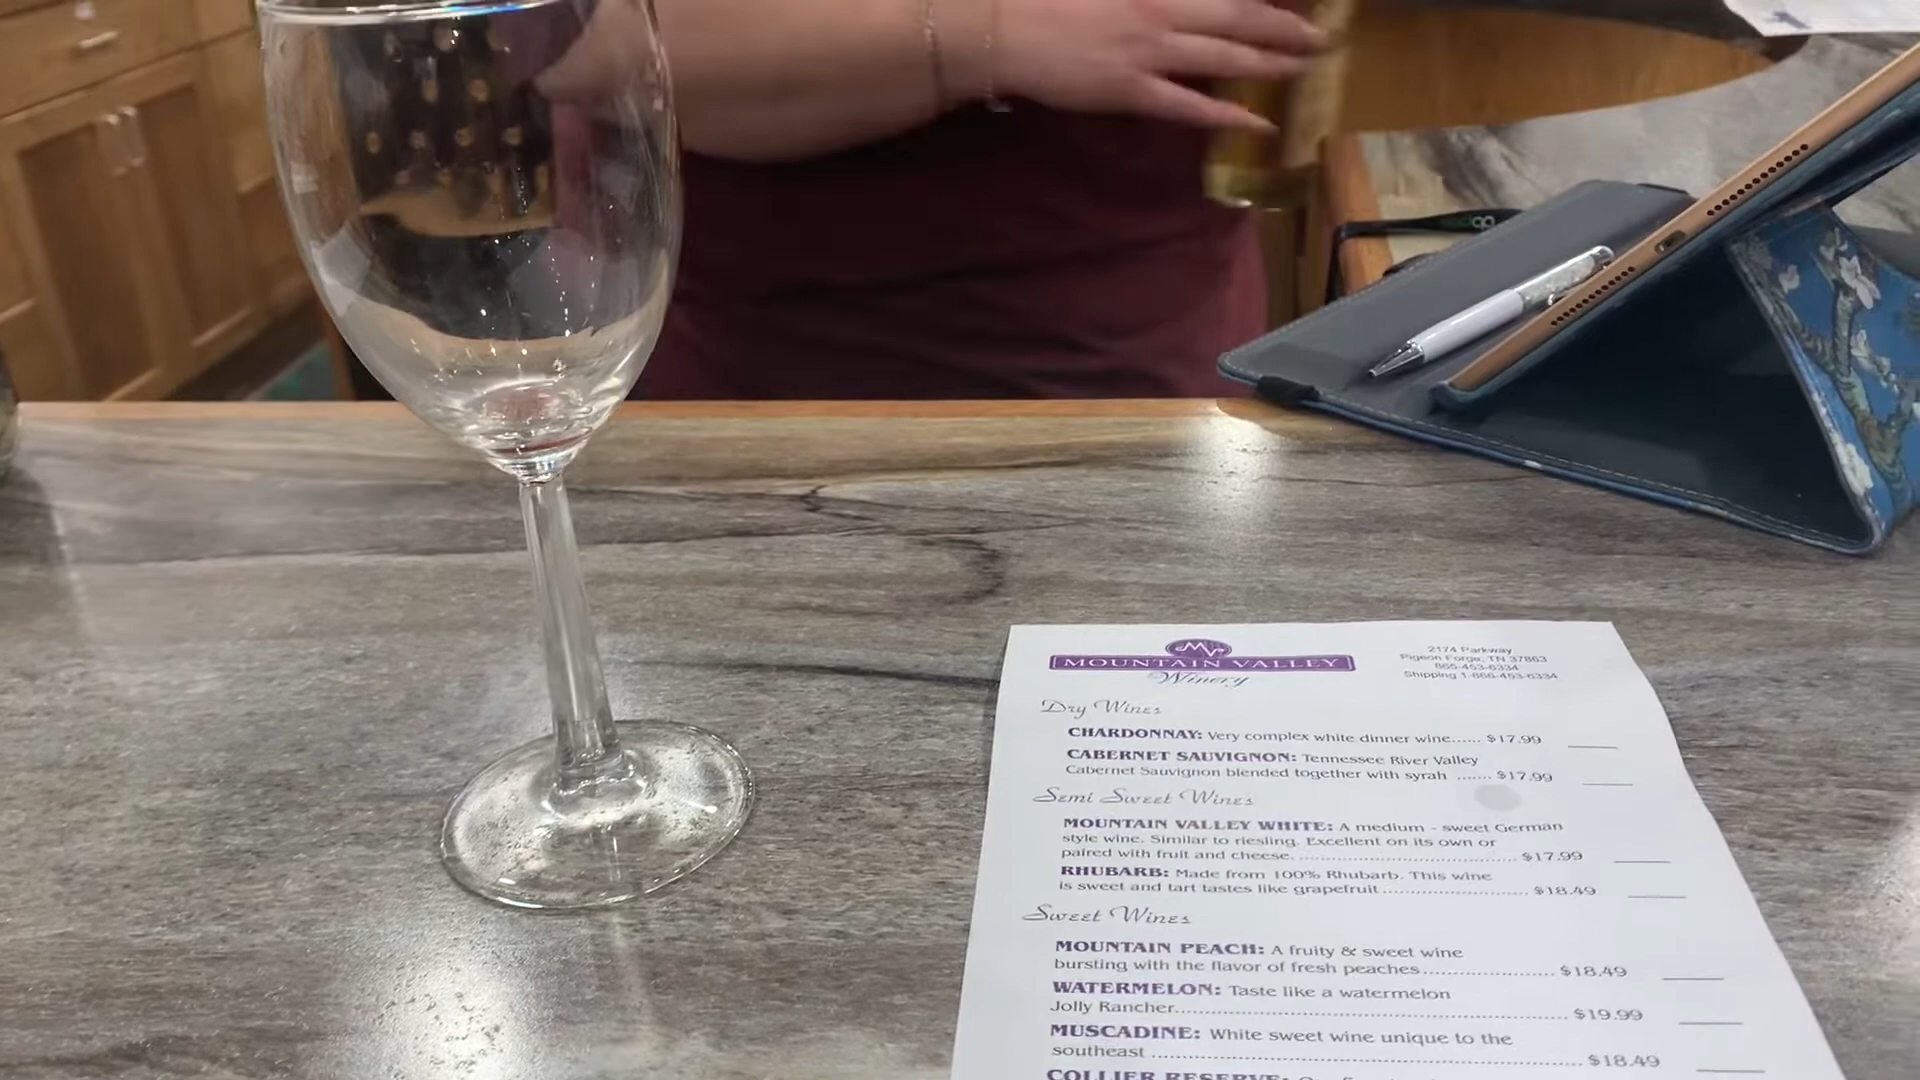 MV
MOUNTAIN VALLEY
Winery
2174 Parkway
Pigeon Forge, TN 37863
865-453-6334
Shipping 1-866-453-6334
Dry Wines
CHARDONNAY: Very complex white dinner wine...... $17.99
CABERNET SAUVIGNON: Tennessee River Valley
Cabernet Sauvignon blended together with syrah ....... $17.99
Semi Sweet Wines
MOUNTAIN VALLEY WHITE: A medium - sweet German
style wine. Similar to riesling. Excellent on its own or
paired with fruit and cheese. ............................................. $17.99
RHUBARB: Made from 100% Rhubarb. This wine
is sweet and tart tastes like grapefruit.............................. $18.49
Sweet Wines
MOUNTAIN PEACH: A fruity & sweet wine
bursting with the flavor of fresh peaches........................... $18.49
WATERMELON: Taste like a watermelon
Jolly Rancher.................................................................................. $19.99
MUSCADINE: White sweet wine unique to the
southeast ...................................................................................... $18.49
COLLIER RESERVE: